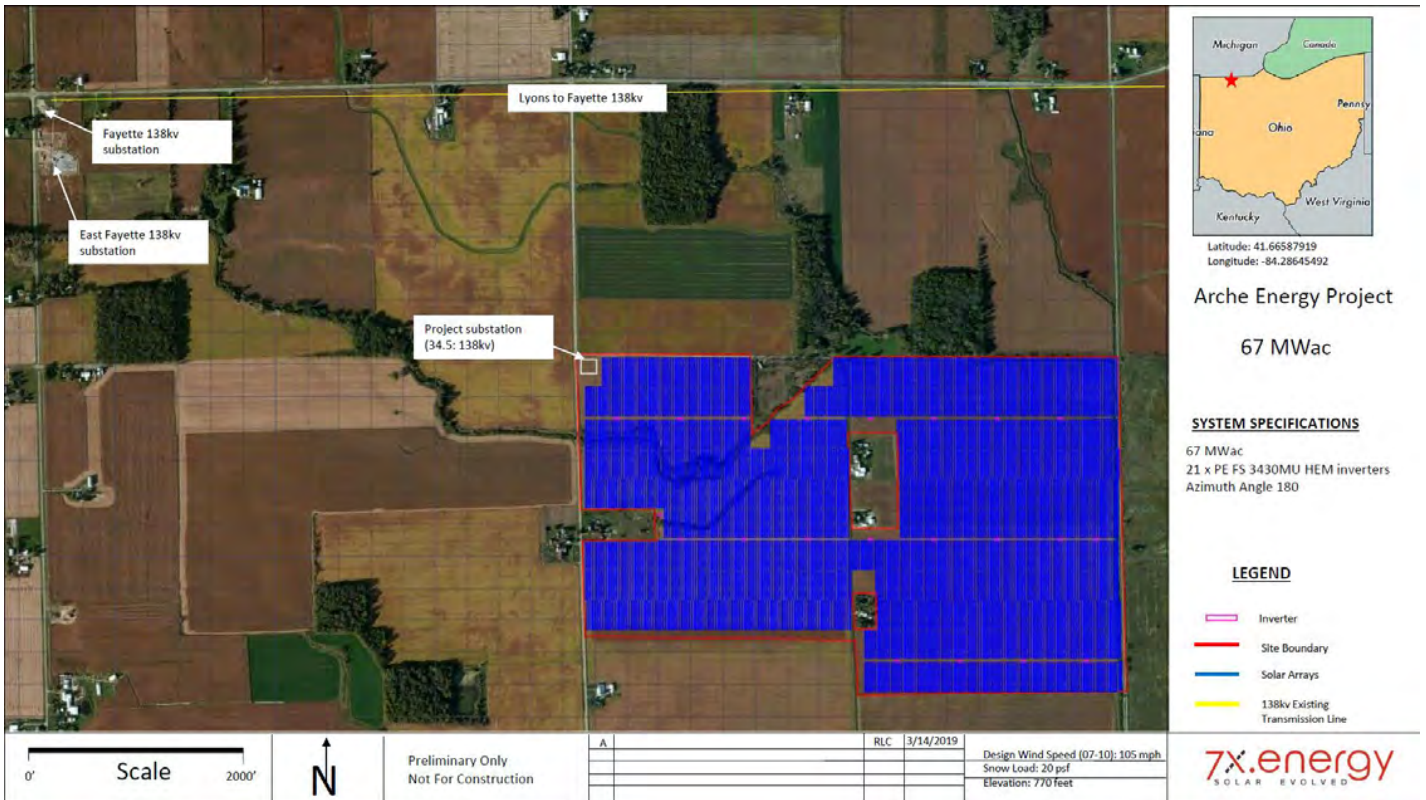 Lyons to Fayette 138kv
Fayette 138kv
substation
East Fayette 138kv
substation
Project substation
(34.5: 138kv)
Michigan
Canada
Pennsy
ana
Ohio
West Virginia
Kentucky
Latitude: 41.66587919
Longitude: -84.28645492
Arche Energy Project
67 MWac
SYSTEM SPECIFICATIONS
67 MWac
21 x PE FS 3430MU HEM inverters
Azimuth Angle 180
LEGEND
Inverter
Site Boundary
Solar Arrays
138kv Existing
Transmission Line
0' Scale 2000'
N
Preliminary Only
Not For Construction
A RLC 3/14/2019
Design Wind Speed (07-10): 105 mph
Snow Load: 20 psf
Elevation: 770 feet
7X.energy
SOLAR EVOLVED